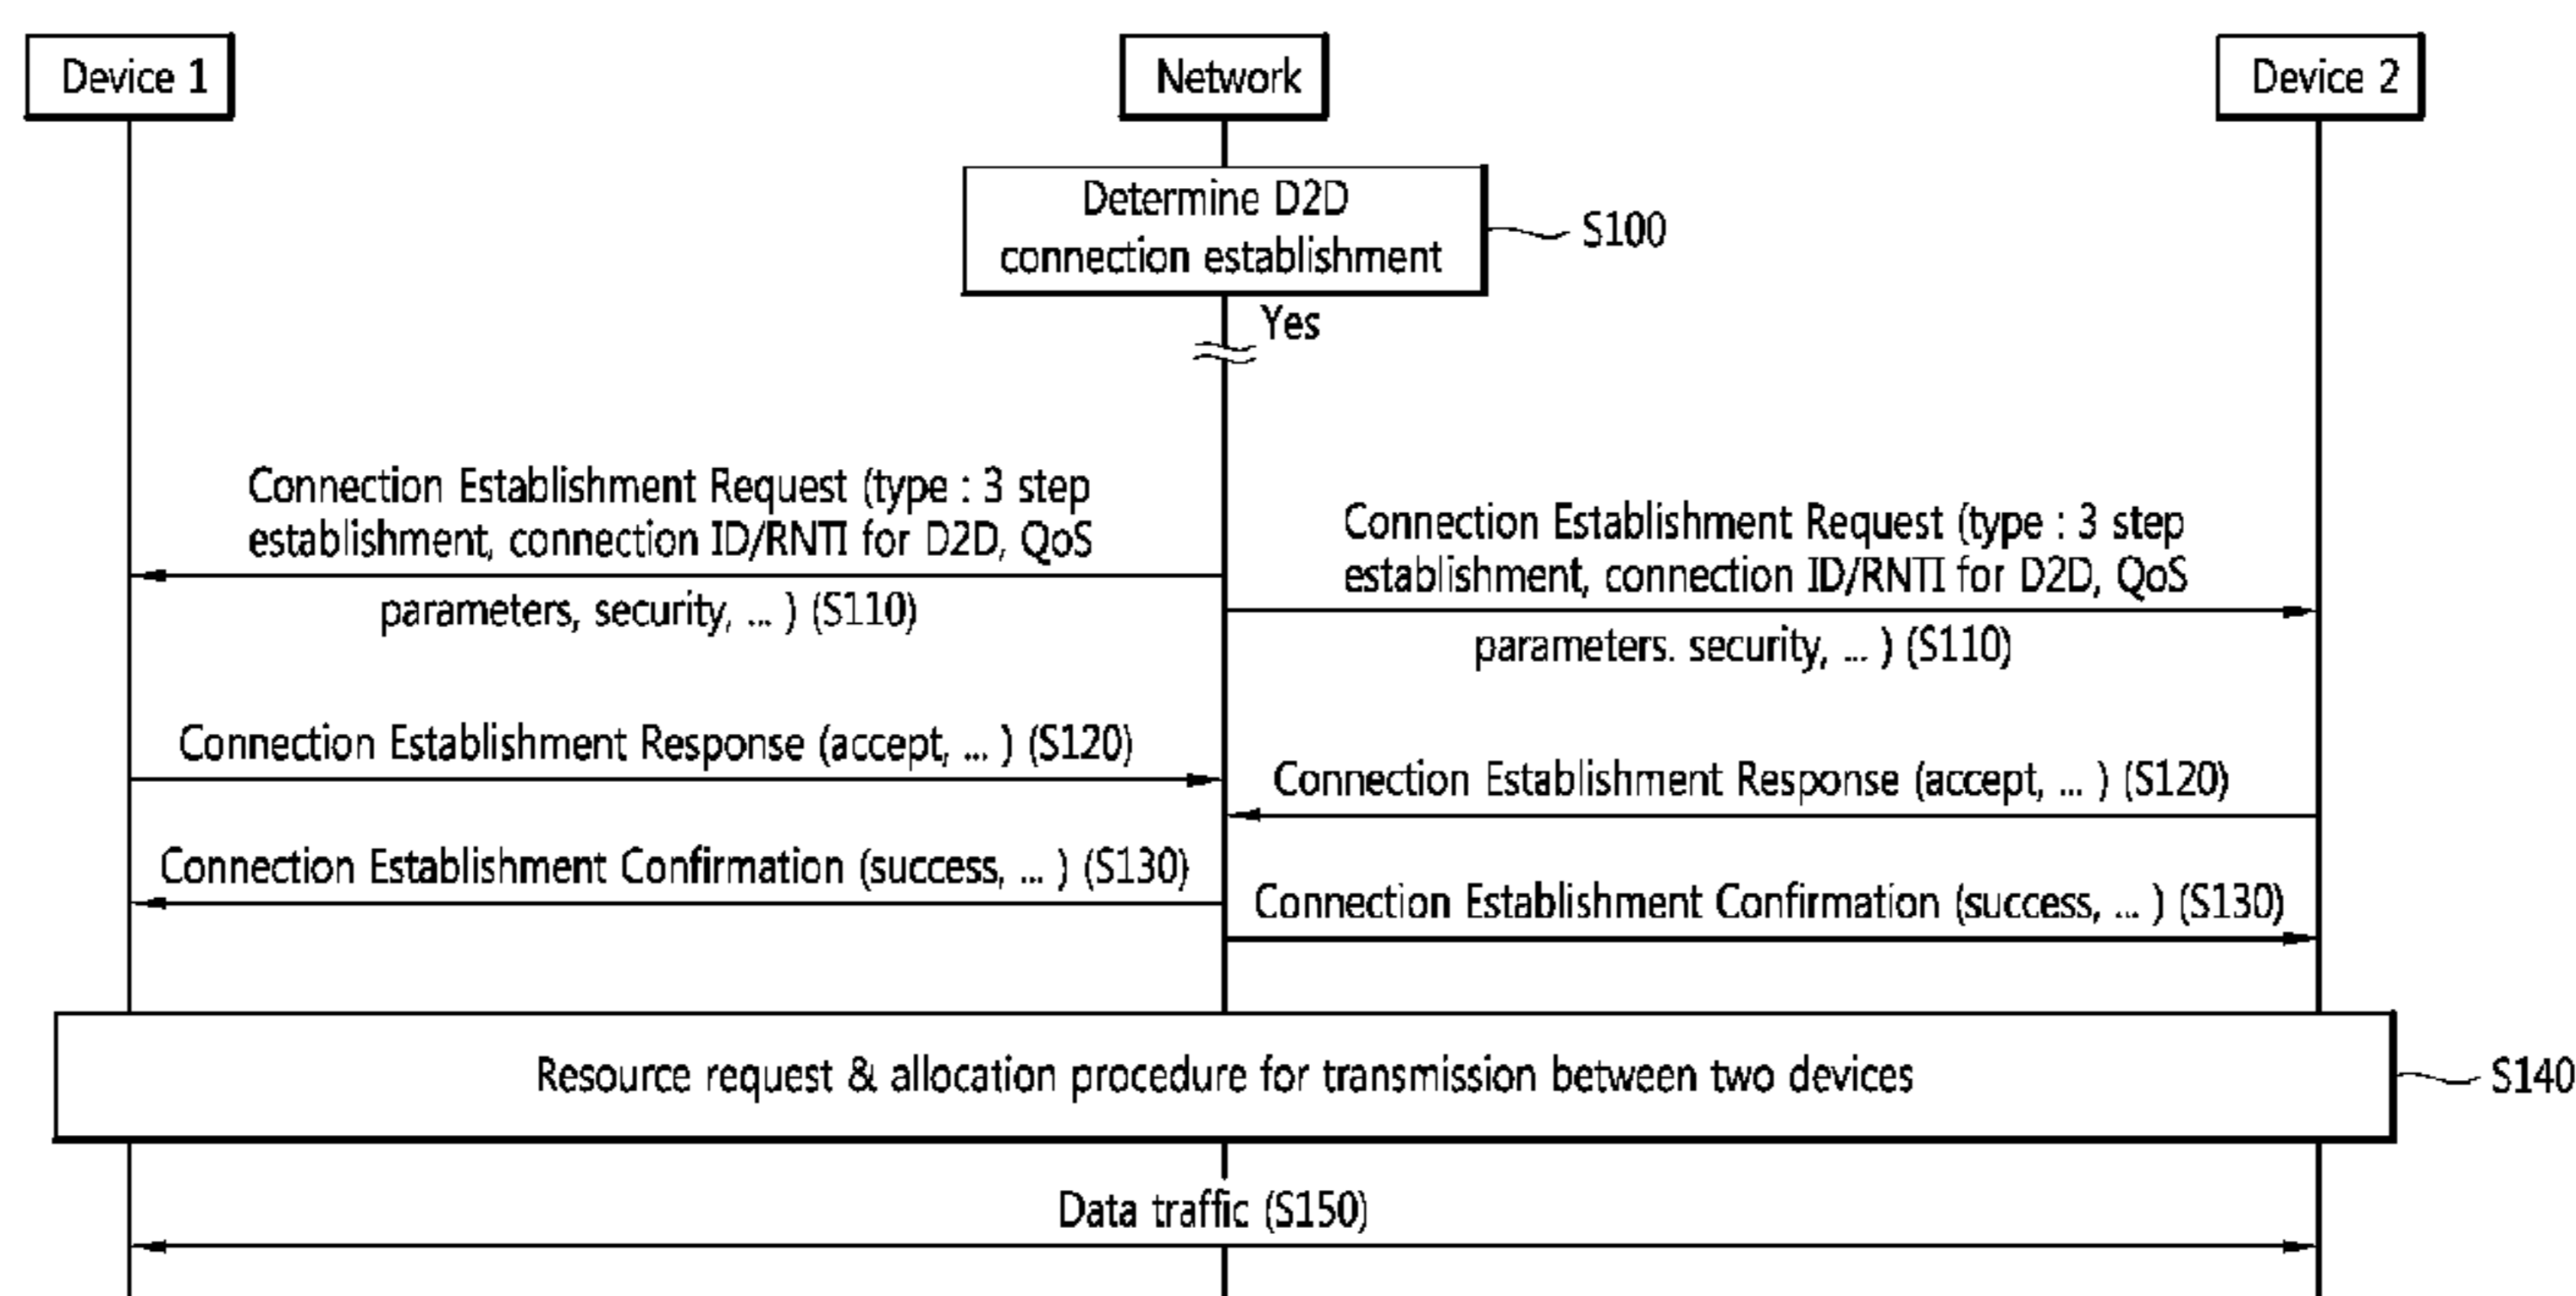 Device 1
Network
Device 2
Determine D2D
connection establishment
S100
Yes
Connection Establishment Request (type : 3 step
establishment, connection ID/RNTI for D2D, QoS
parameters, security, ... ) (S110)
Connection Establishment Request (type : 3 step
establishment, connection ID/RNTI for D2D, QoS
parameters. security, ... ) (S110)
Connection Establishment Response (accept, ... ) (S120)
Connection Establishment Response (accept, ... ) (S120)
Connection Establishment Confirmation (success, ... ) (S130)
Connection Establishment Confirmation (success, ... ) (S130)
Resource request & allocation procedure for transmission between two devices
S140
Data traffic (S150)